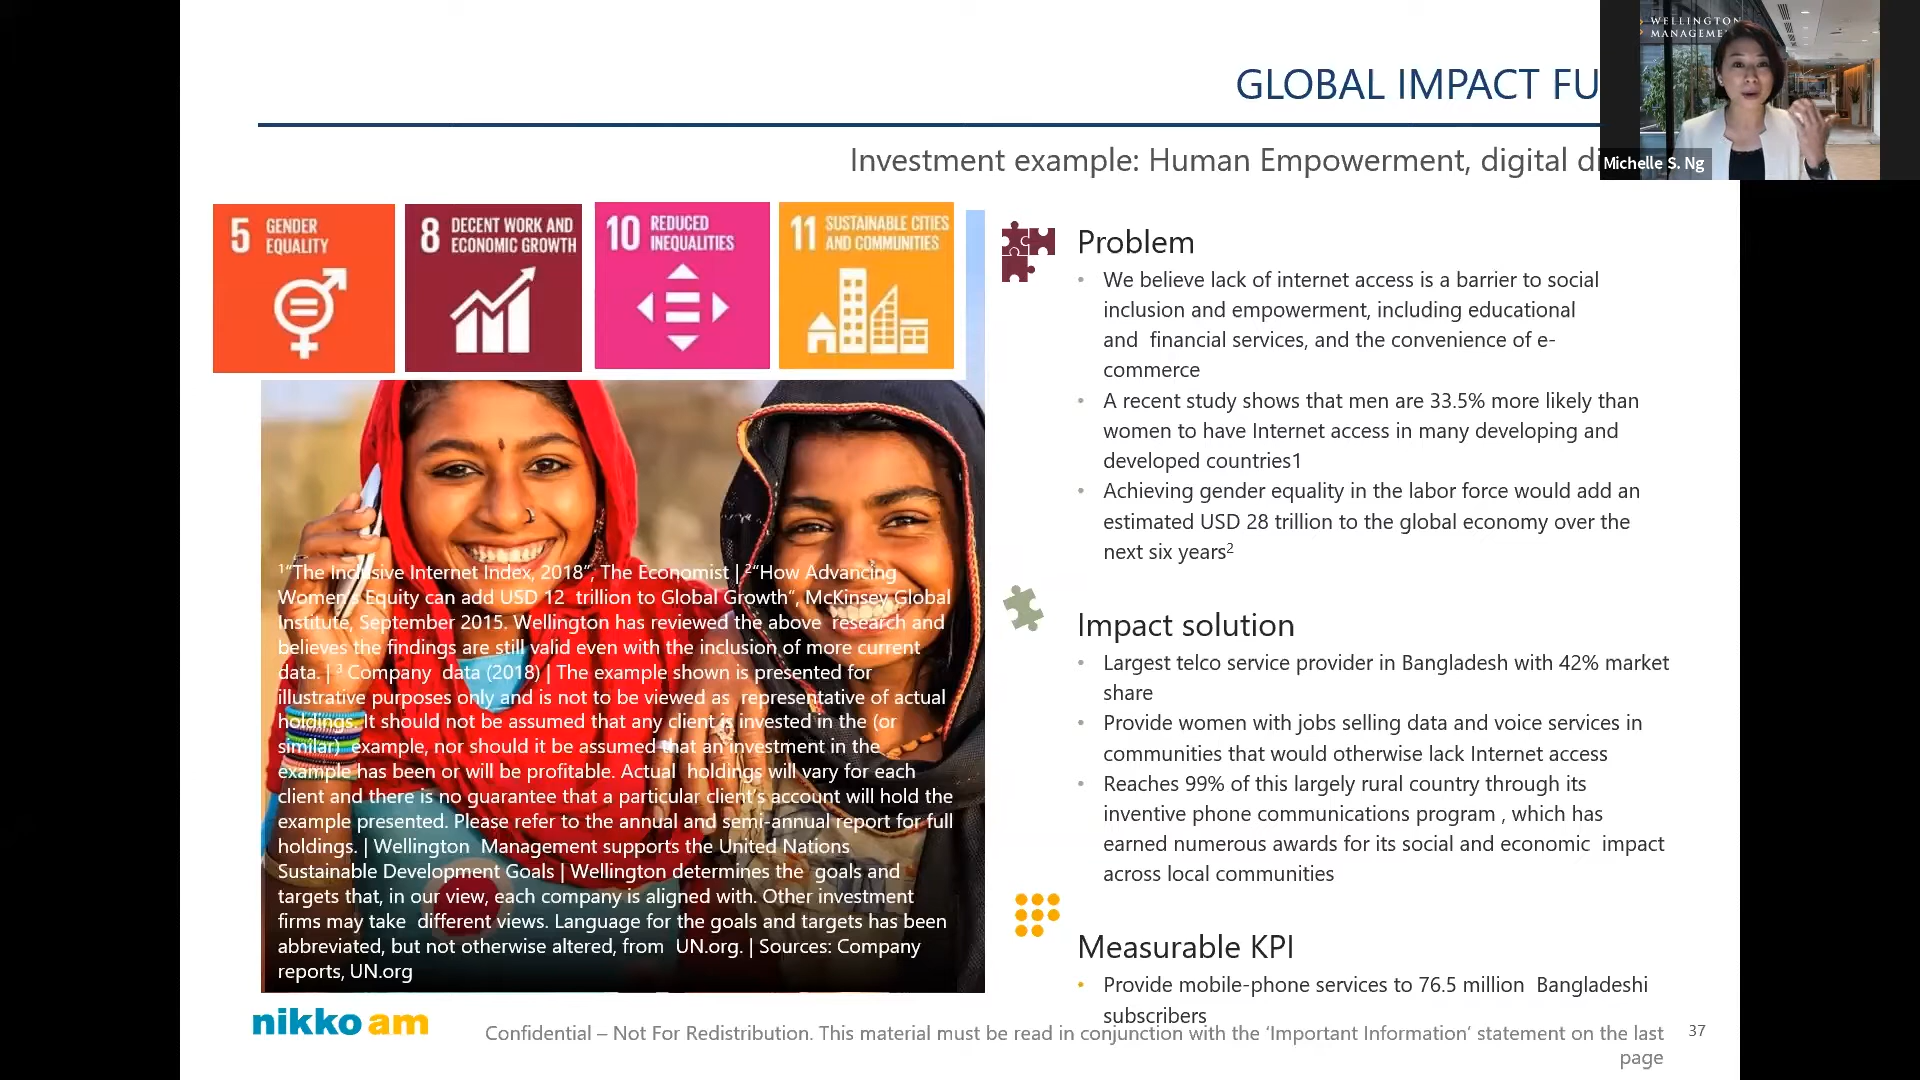 WELLINGTON
MANAGEME
GLOBAL IMPACT FU
Michelle S. Ng
Investment example: Human Empowerment, digital di
5 GENDER
EQUALITY
8 DECENT WORK AND
ECONOMIC GROWTH
10 REDUCED
INEQUALITIES
11 SUSTAINABLE CITIES
AND COMMUNITIES
¹“The Inclusive Internet Index, 2018”, The Economist | ²“How Advancing
Women's Equity can add USD 12 trillion to Global Growth“, McKinsey Global
Institute, September 2015. Wellington has reviewed the above research and
believes the findings are still valid even with the inclusion of more current
data. | ³ Company data (2018) | The example shown is presented for
illustrative purposes only and is not to be viewed as representative of actual
holdings. It should not be assumed that any client is invested in the (or
similar) example, nor should it be assumed that an investment in the
example has been or will be profitable. Actual holdings will vary for each
client and there is no guarantee that a particular client's account will hold the
example presented. Please refer to the annual and semi-annual report for full
holdings. | Wellington Management supports the United Nations
Sustainable Development Goals | Wellington determines the goals and
targets that, in our view, each company is aligned with. Other investment
firms may take different views. Language for the goals and targets has been
abbreviated, but not otherwise altered, from UN.org. | Sources: Company
reports, UN.org
Problem
• We believe lack of internet access is a barrier to social
inclusion and empowerment, including educational
and financial services, and the convenience of e-
commerce
• A recent study shows that men are 33.5% more likely than
women to have Internet access in many developing and
developed countries1
• Achieving gender equality in the labor force would add an
estimated USD 28 trillion to the global economy over the
next six years²
Impact solution
• Largest telco service provider in Bangladesh with 42% market
share
• Provide women with jobs selling data and voice services in
communities that would otherwise lack Internet access
• Reaches 99% of this largely rural country through its
inventive phone communications program , which has
earned numerous awards for its social and economic impact
across local communities
Measurable KPI
• Provide mobile-phone services to 76.5 million Bangladeshi
subscribers
nikko am
Confidential – Not For Redistribution. This material must be read in conjunction with the ‘Important Information’ statement on the last
page
37